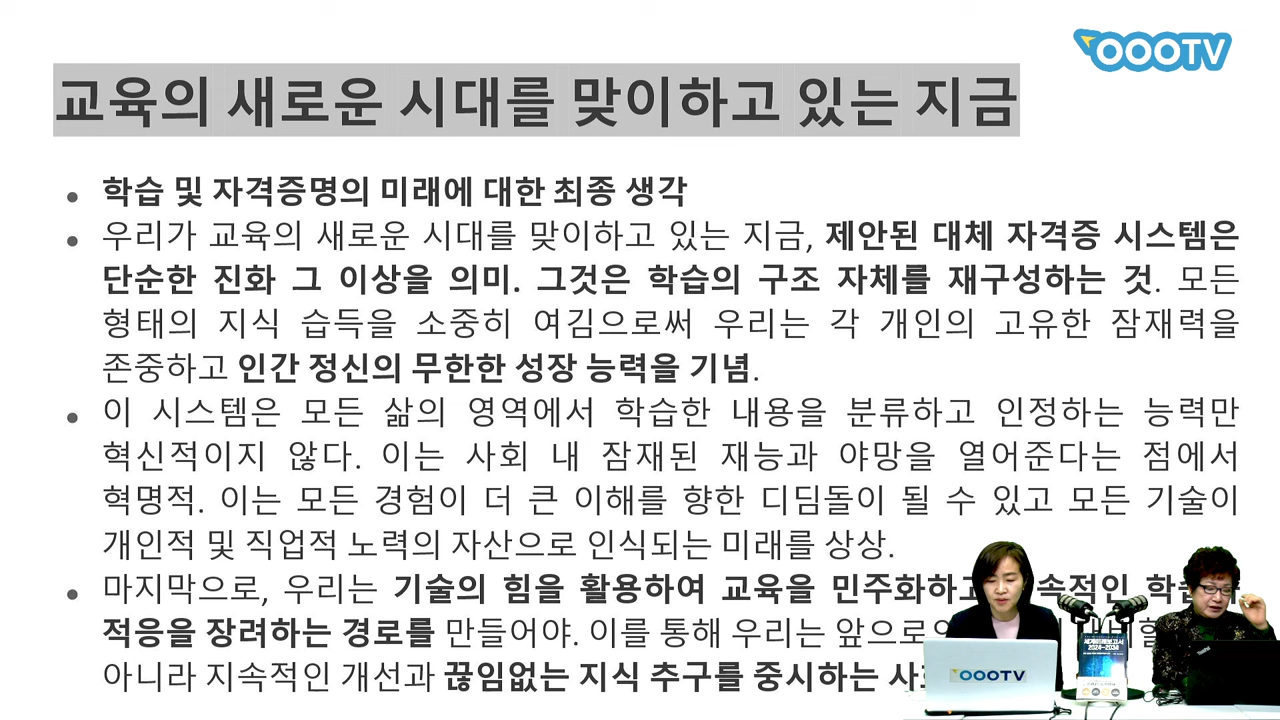 OOOTV
교육의 새로운 시대를 맞이하고 있는 지금
학습 및 자격증명의 미래에 대한 최종 생각
우리가 교육의 새로운 시대를 맞이하고 있는 지금, 제안된 대체 자격증 시스템은
단순한 진화 그 이상을 의미. 그것은 학습의 구조 자체를 재구성하는 것. 모든
형태의 지식 습득을 소중히 여김으로써 우리는 각 개인의 고유한 잠재력을
존중하고 인간 정신의 무한한 성장 능력을 기념.
이 시스템은 모든 삶의 영역에서 학습한 내용을 분류하고 인정하는 능력만
혁신적이지 않다. 이는 사회 내 잠재된 재능과 야망을 열어준다는 점에서
혁명적. 이는 모든 경험이 더 큰 이해를 향한 디딤돌이 될 수 있고 모든 기술이
개인적 및 직업적 노력의 자산으로 인식되는 미래를 상상.
마지막으로, 우리는 기술의 힘을 활용하여 교육을 민주화하고
적응을 장려하는 경로를 만들어야. 이를 통해 우리는 앞으로의
아니라 지속적인 개선과 끊임없는 지식 추구를 중시하는
OOOTV
2024-2034